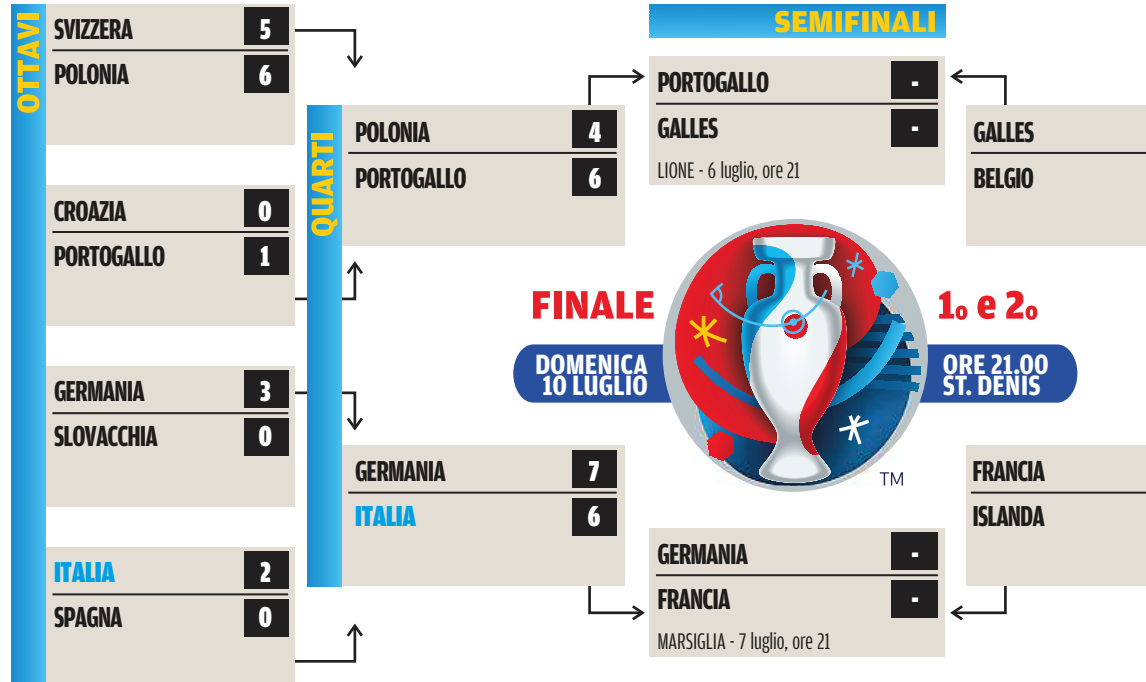 OTTAVI
SVIZZERA 5
POLONIA 6
CROAZIA 0
PORTOGALLO 1
GERMANIA 3
SLOVACCHIA 0
ITALIA 2
SPAGNA 0
QUARTI
POLONIA 4
PORTOGALLO 6
GERMANIA 7
ITALIA 6
SEMIFINALI
PORTOGALLO -
GALLES -
LIONE - 6 luglio, ore 21
FINALE 1o e 2o
DOMENICA
10 LUGLIO
ORE 21.00
ST. DENIS
TM
GERMANIA -
FRANCIA -
MARSIGLIA - 7 luglio, ore 21
GALLES
BELGIO
FRANCIA
ISLANDA